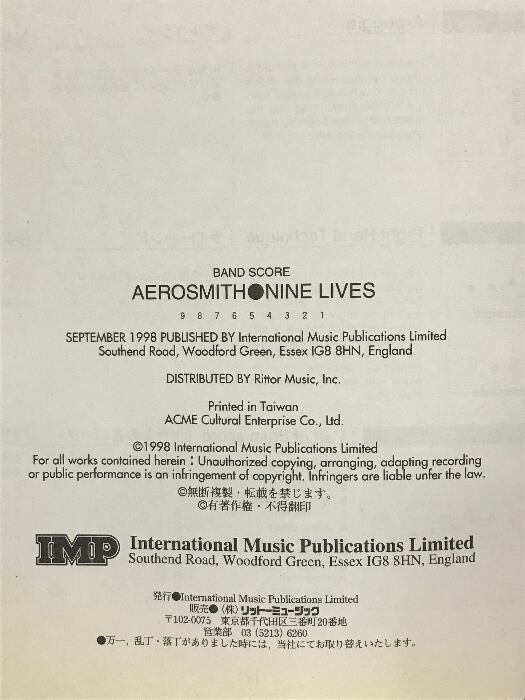 BAND SCORE
AEROSMITH●NINE LIVES
9 8 7 6 5 4 3 2 1
SEPTEMBER 1998 PUBLISHED BY International Music Publications Limited
Southend Road, Woodford Green, Essex IG8 8HN, England
DISTRIBUTED BY Rittor Music, Inc.
Printed in Taiwan
ACME Cultural Enterprise Co., Ltd.
©1998 International Music Publications Limited
For all works contained herein : Unauthorized copying, arranging, adapting recording
or public performance is an infringement of copyright. Infringers are liable unfer the law.
©無断複製・転載を禁じます。
©有著作権・不得翻印
IMP International Music Publications Limited
Southend Road, Woodford Green, Essex IG8 8HN, England
発行●International Music Publications Limited
販売●(株)リットーミュージック
〒102-0075 東京都千代田区三番町20番地
営業部 03 (5213) 6260
●万一、乱丁・落丁がありました時には、当社にてお取り替えいたします。